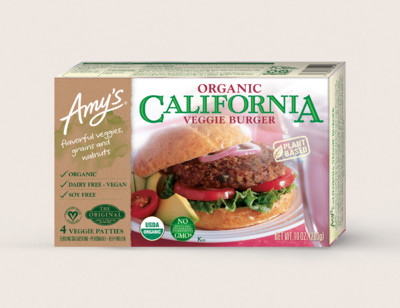 Amy's
flavorful veggies,
grains and
walnuts
ORGANIC
DAIRY FREE - VEGAN
SOY FREE
THE
ORIGINAL
4 VEGGIE PATTIES
ORGANIC
CALIFORNIA
VEGGIE BURGER
PLANT
BASED
USDA
ORGANIC
NO
GMOs
NET WT. 10 OZ. (283g)